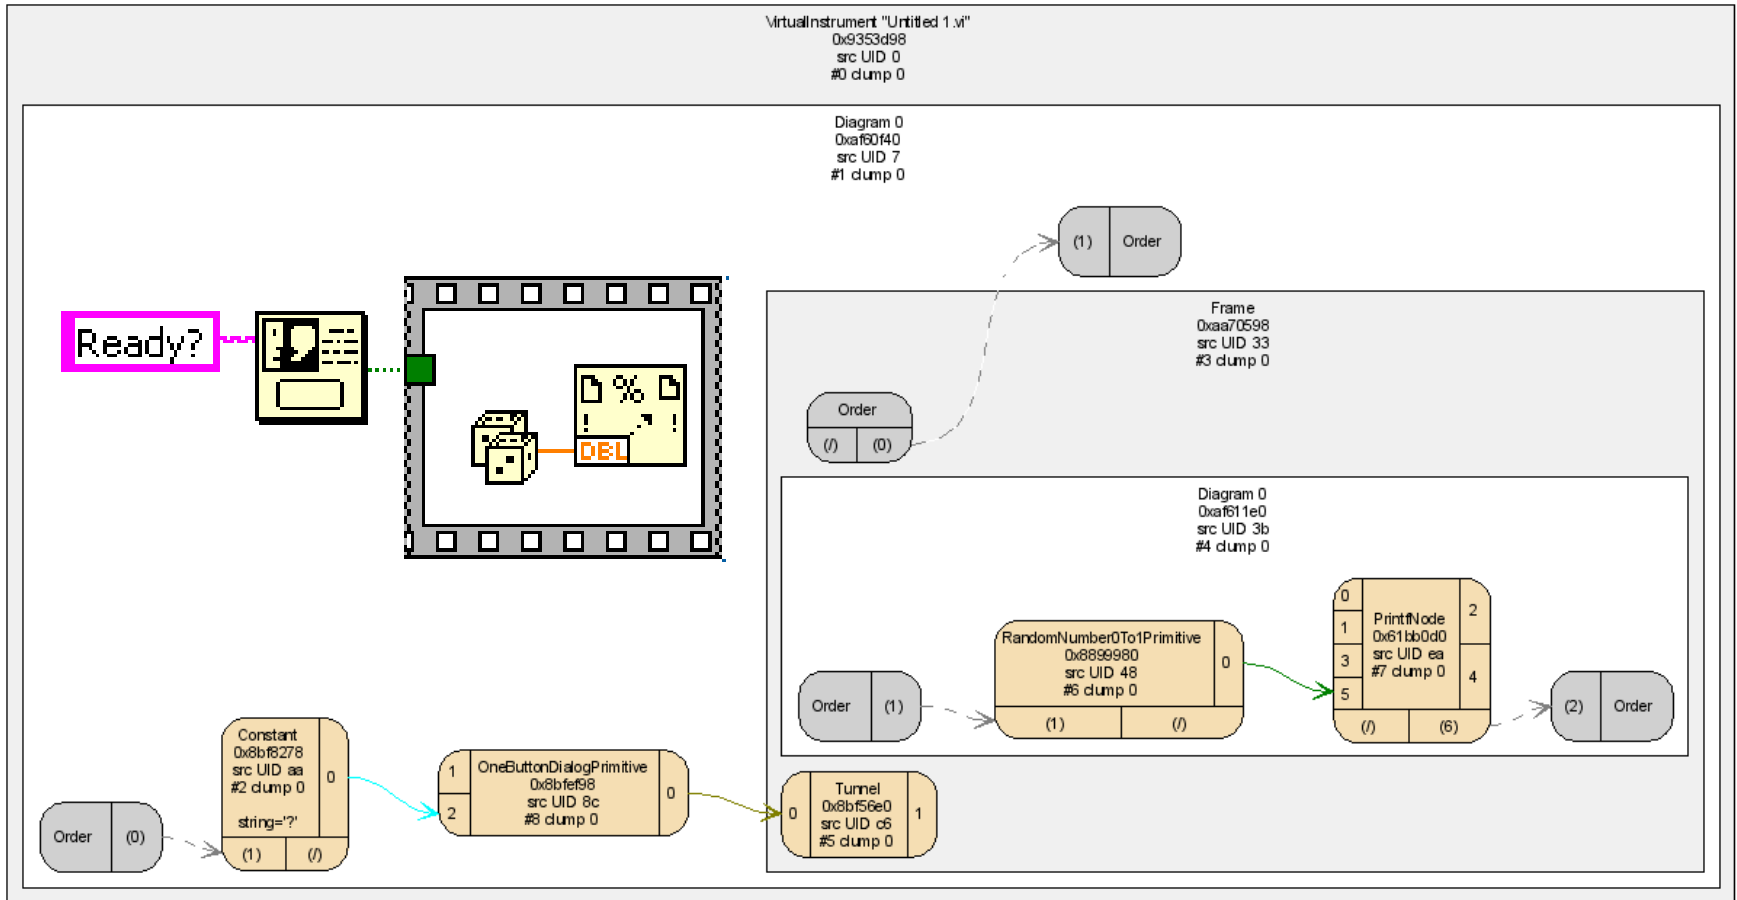 VirtualInstrument "Untitled 1.vi"
0x9353d98
src UID 0
#0 clump 0
Diagram 0
0xaf60f40
src UID 7
#1 clump 0
(1) Order
Ready?
%
! !
DBL
Frame
0xaa70598
src UID 33
#3 clump 0
Order
(/) (0)
Diagram 0
0xaf611e0
src UID 3b
#4 clump 0
Order (1)
RandomNumber0To1Primitive
0x8899980
src UID 48
#6 clump 0
0
(1) (/)
0
1
3
5
PrintfNode
0x61bb0d0
src UID ea
#7 clump 0
2
4
(/) (6)
(2) Order
Order (0)
Constant
0x8bf8278
src UID aa
#2 clump 0
string='?'
0
(1) (/)
1
2
OneButtonDialogPrimitive
0x8bfef98
src UID 8c
#8 clump 0
0
0
Tunnel
0x8bf56e0
src UID c6
#5 clump 0
1